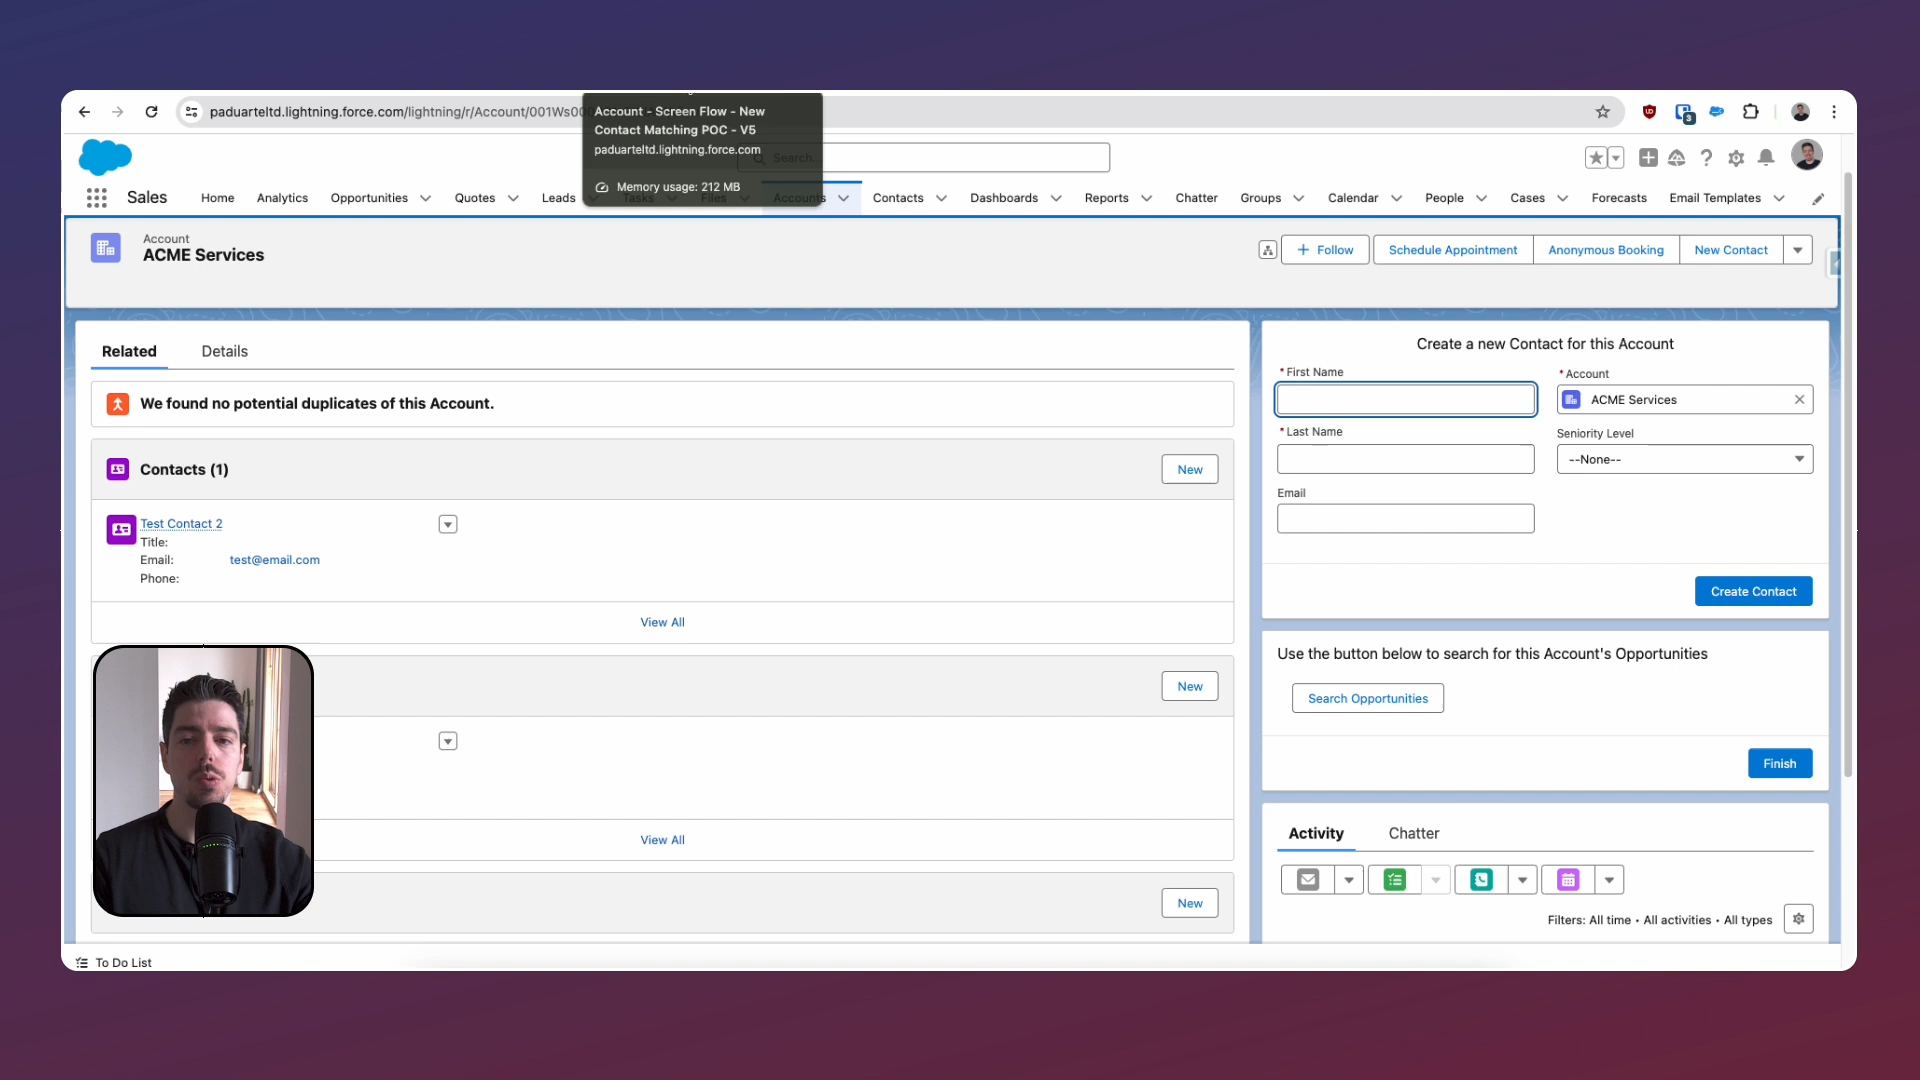 paduarteltd.lightning.force.com/lightning/r/Account/001Ws0
Account - Screen Flow - New
Contact Matching POC - V5
paduarteltd.lightning.force.com
Memory usage: 212 MB
3
Search...
Sales
Home
Analytics
Opportunities
Quotes
Leads
Tasks
Files
Accounts
Contacts
Dashboards
Reports
Chatter
Groups
Calendar
People
Cases
Forecasts
Email Templates
Account
ACME Services
Follow
Schedule Appointment
Anonymous Booking
New Contact
Related
Details
We found no potential duplicates of this Account.
Contacts (1)
New
Test Contact 2
Title:
Email: test@email.com
Phone:
View All
New
View All
New
Create a new Contact for this Account
* First Name
* Account
ACME Services
* Last Name
Seniority Level
--None--
Email
Create Contact
Use the button below to search for this Account's Opportunities
Search Opportunities
Finish
Activity
Chatter
Filters: All time • All activities • All types
To Do List